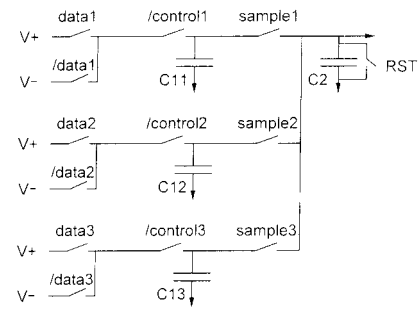 data1 /control1 sample1
V+
/data1
V-
C11 C2 RST
data2 /control2 sample2
V+
/data2
V-
C12
data3 /control3 sample3
V+
/data3
V-
C13